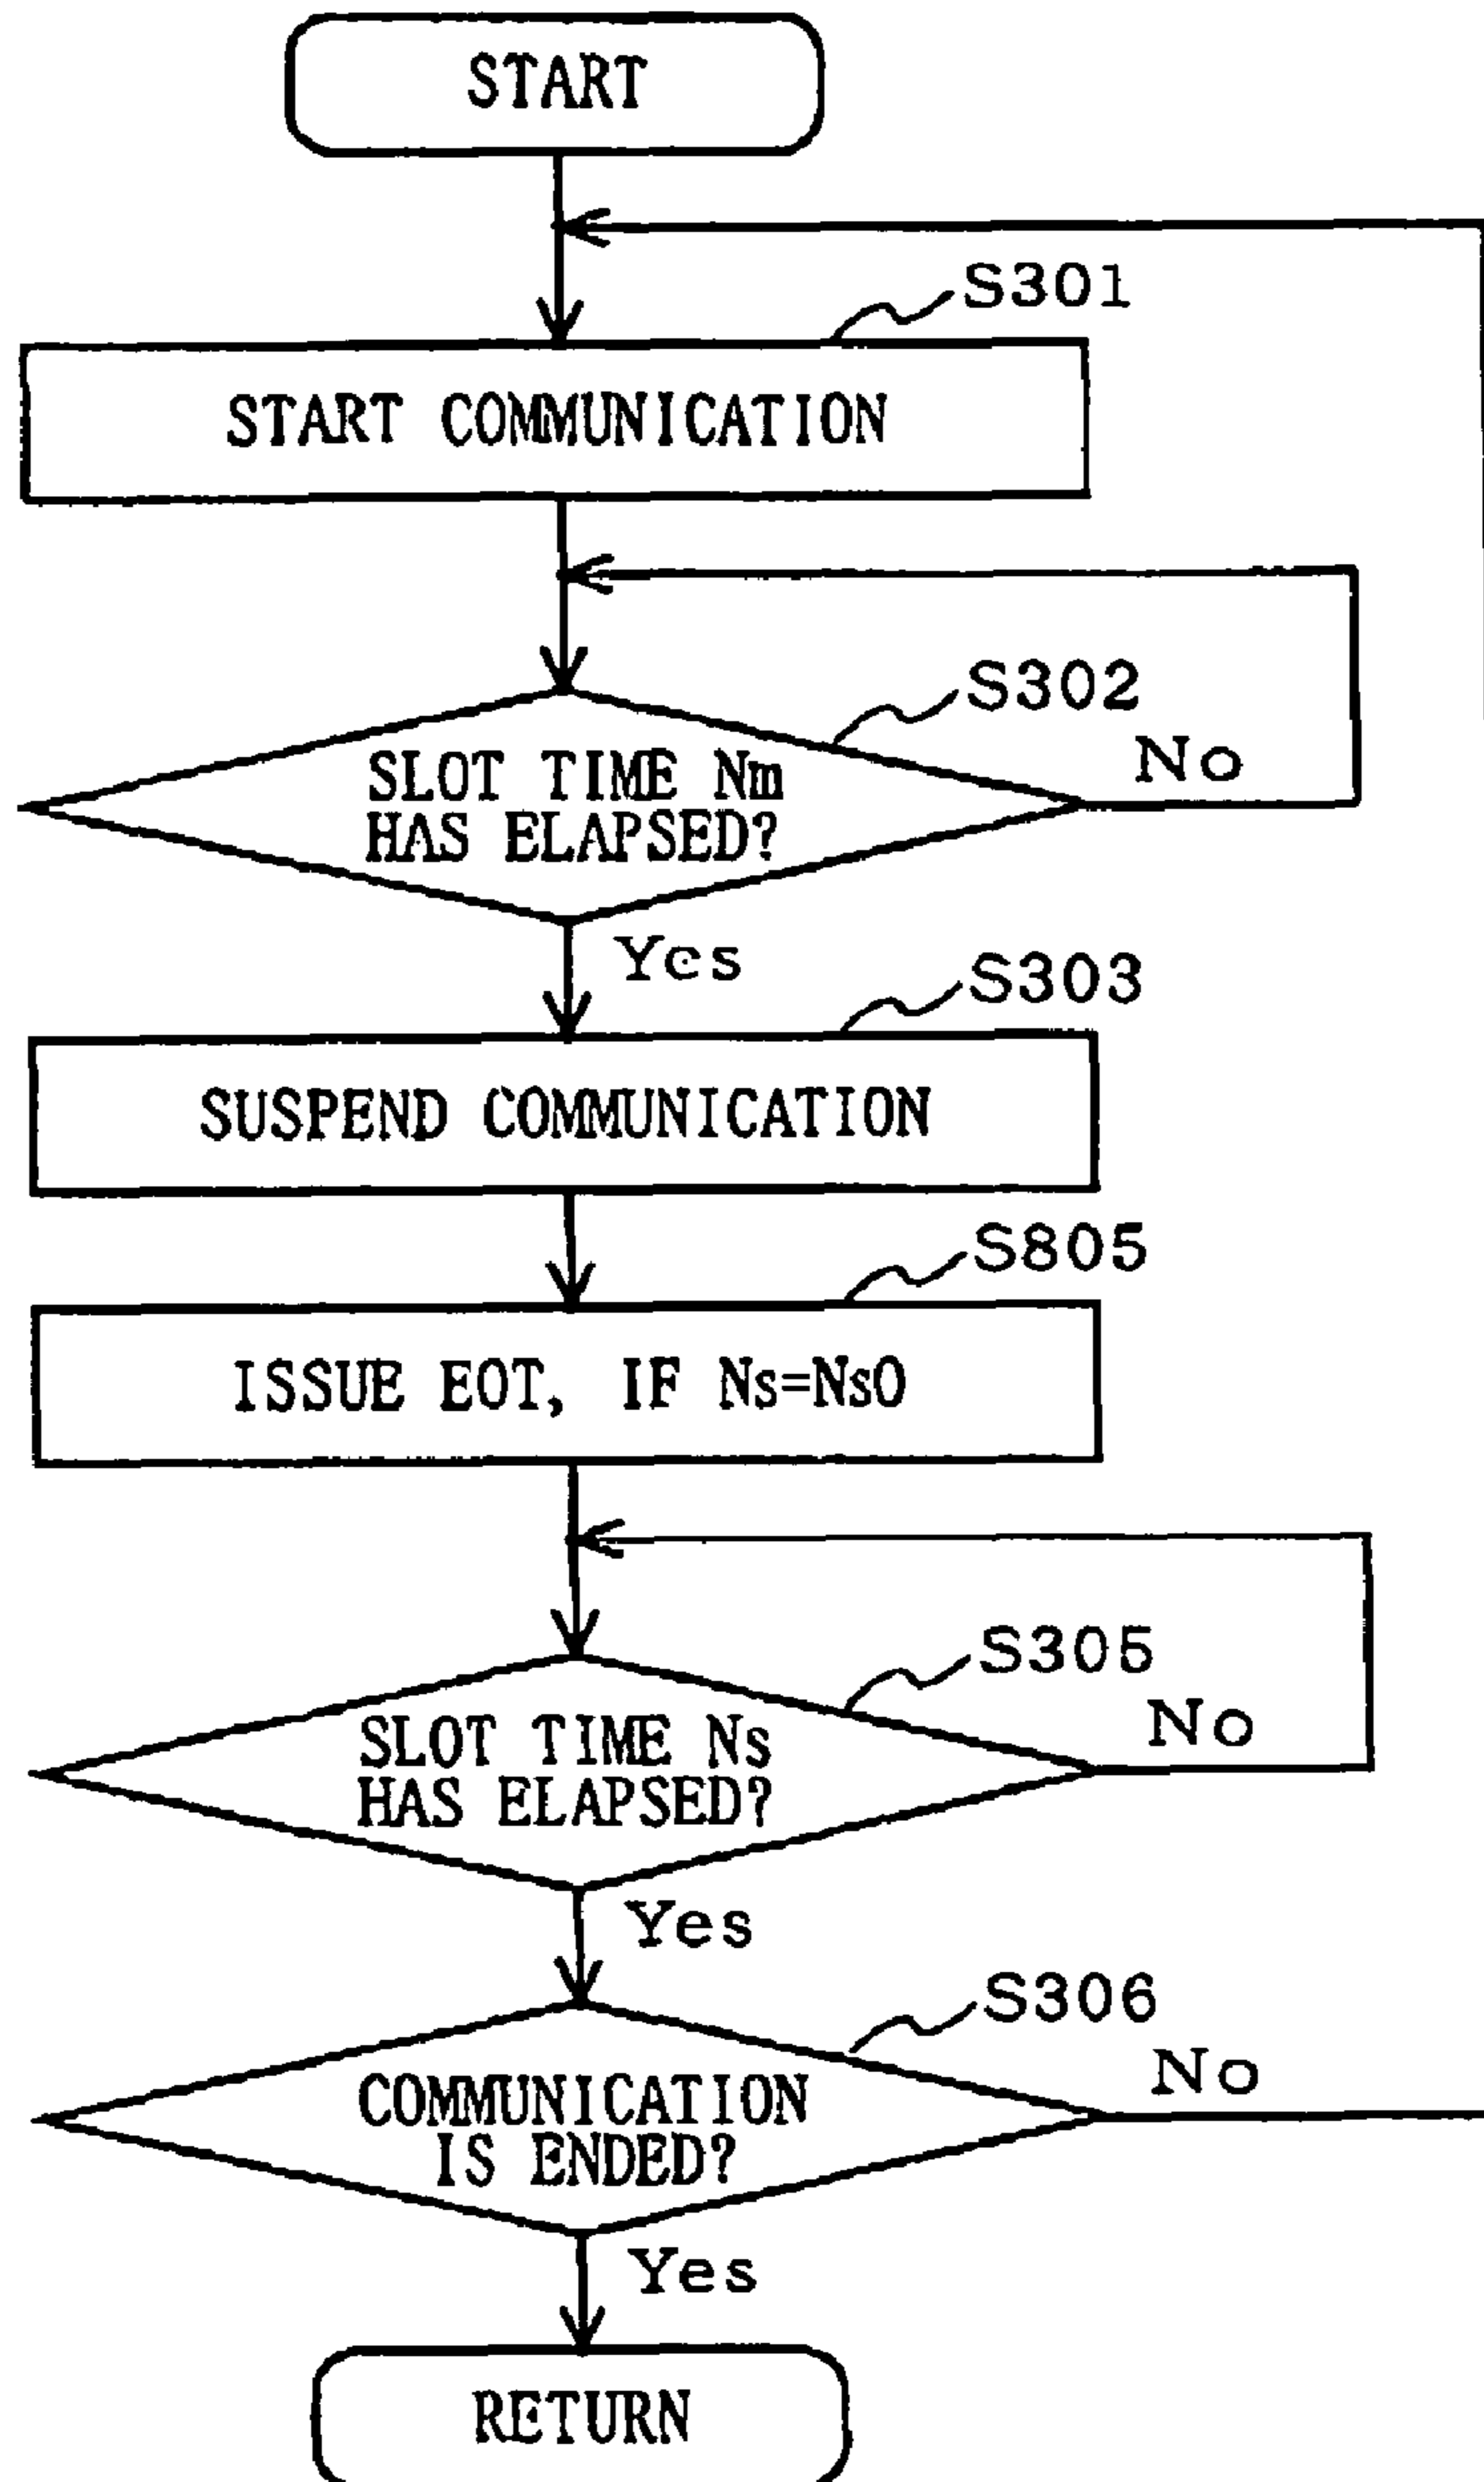 START
S301
START COMMUNICATION
S302
No
SLOT TIME Nm
HAS ELAPSED?
Yes
S303
SUSPEND COMMUNICATION
S805
ISSUE EOT, IF Ns=Ns0
S305
No
SLOT TIME Ns
HAS ELAPSED?
Yes
S306
No
COMMUNICATION
IS ENDED?
Yes
RETURN